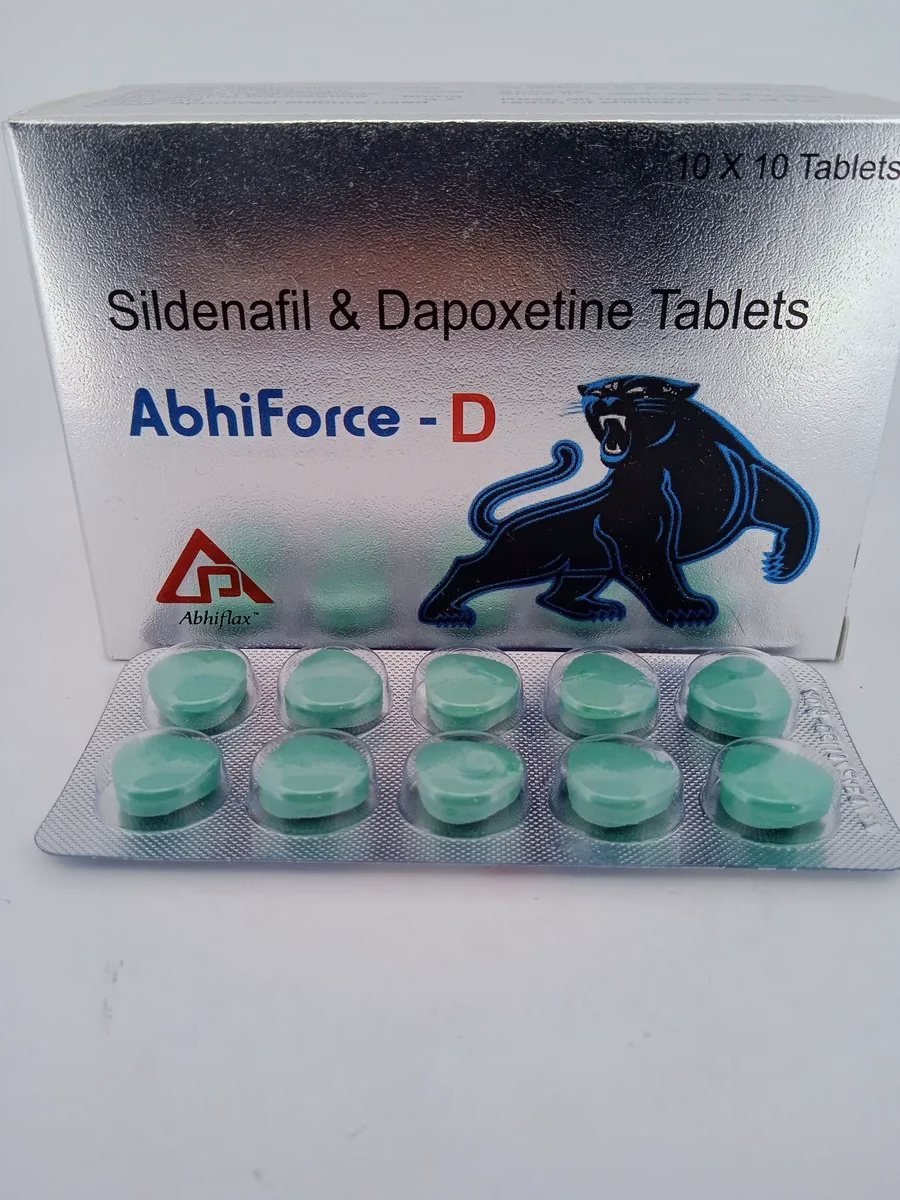 10 X 10 Tablets
Sildenafil & Dapoxetine Tablets
AbhiForce - D
Abhiflax™